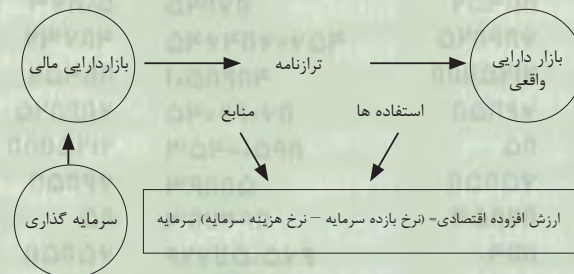 بازار دارایی
واقعی
ترازنامه
بازاردارایی مالی
استفاده ها
منابع
سرمایه گذاری
ارزش افزوده اقتصادی= (نرخ بازده سرمایه – نرخ هزینه سرمایه) سرمایه